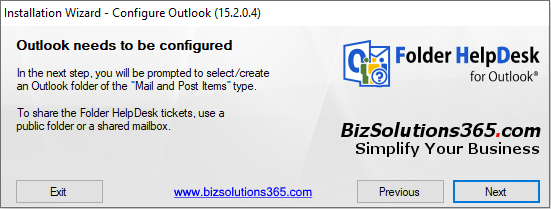 Installation Wizard - Configure Outlook (15.2.0.4)
Outlook needs to be configured
In the next step, you will be prompted to select/create
an Outlook folder of the "Mail and Post Items" type.
To share the Folder HelpDesk tickets, use a
public folder or a shared mailbox.
Folder HelpDesk
for Outlook®
BizSolutions365.com
Simplify Your Business
Exit
www.bizsolutions365.com
Previous
Next